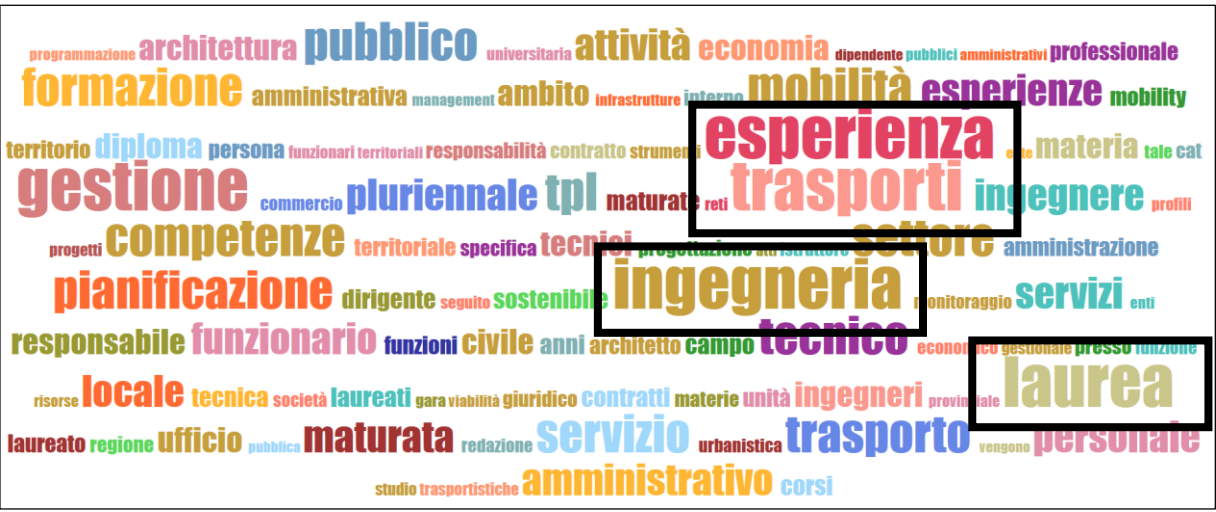 programmazione architettura pubblico universitaria attività economia dipendente pubblici amministrativi professionale
formazione amministrativa management ambito infrastrutture interno mobilità esperienze mobility
territorio diploma persona funzionari territoriali responsabilità contratto strumenti esperienza ente materia tale cat
gestione commercio pluriennale tpl maturate reti trasporti ingegnere profili
progetti competenze territoriale specifica tecnici progettazione altri istruttore settore amministrazione
pianificazione dirigente seguito sostenibile ingegneria monitoraggio servizi enti
responsabile funzionario funzioni civile anni architetto campo tecnico economico gestionale presso funzione
risorse locale tecnica società laureati gara viabilità giuridico contratti materie unità ingegneri provinciale laurea
laureato regione ufficio pubblica maturata redazione servizio urbanistica trasporto vengono personale
studio trasportistiche amministrativo corsi